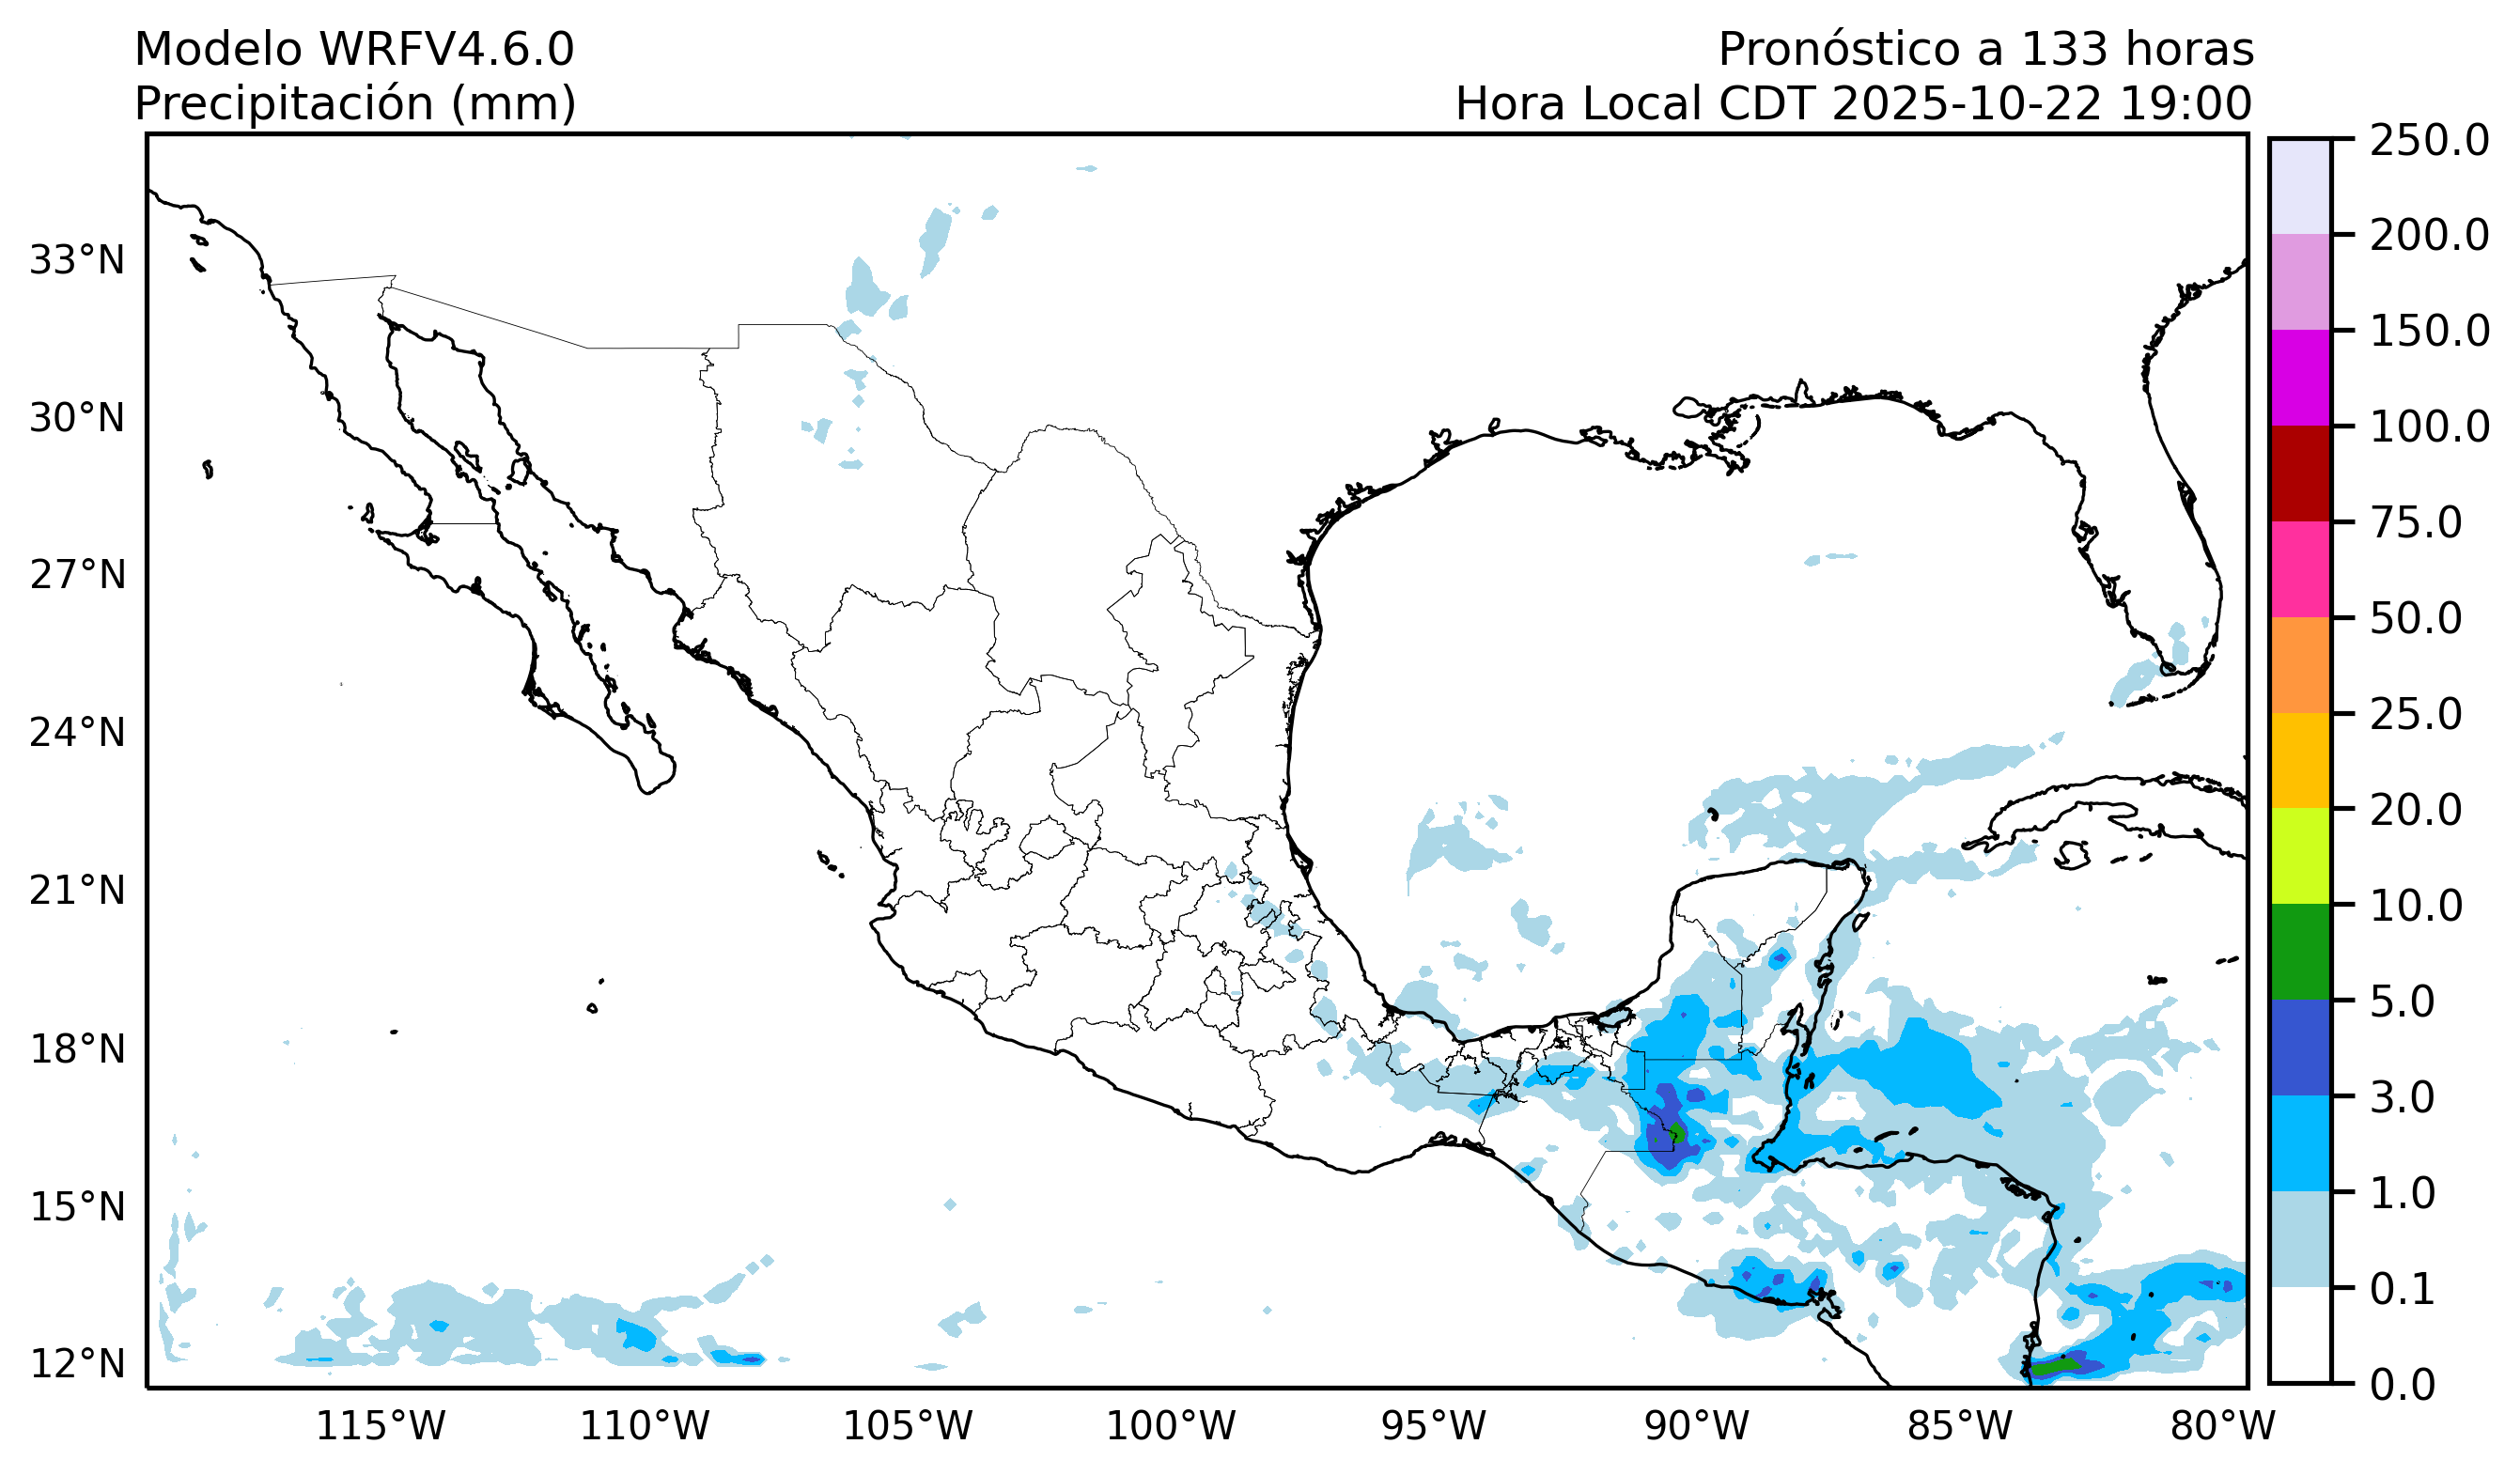 Modelo WRFV4.6.0
Precipitación (mm)
Pronóstico a 133 horas
Hora Local CDT 2025-10-22 19:00
33°N
30°N
27°N
24°N
21°N
18°N
15°N
12°N
115°W
110°W
105°W
100°W
95°W
90°W
85°W
80°W
250.0
200.0
150.0
100.0
75.0
50.0
25.0
20.0
10.0
5.0
3.0
1.0
0.1
0.0